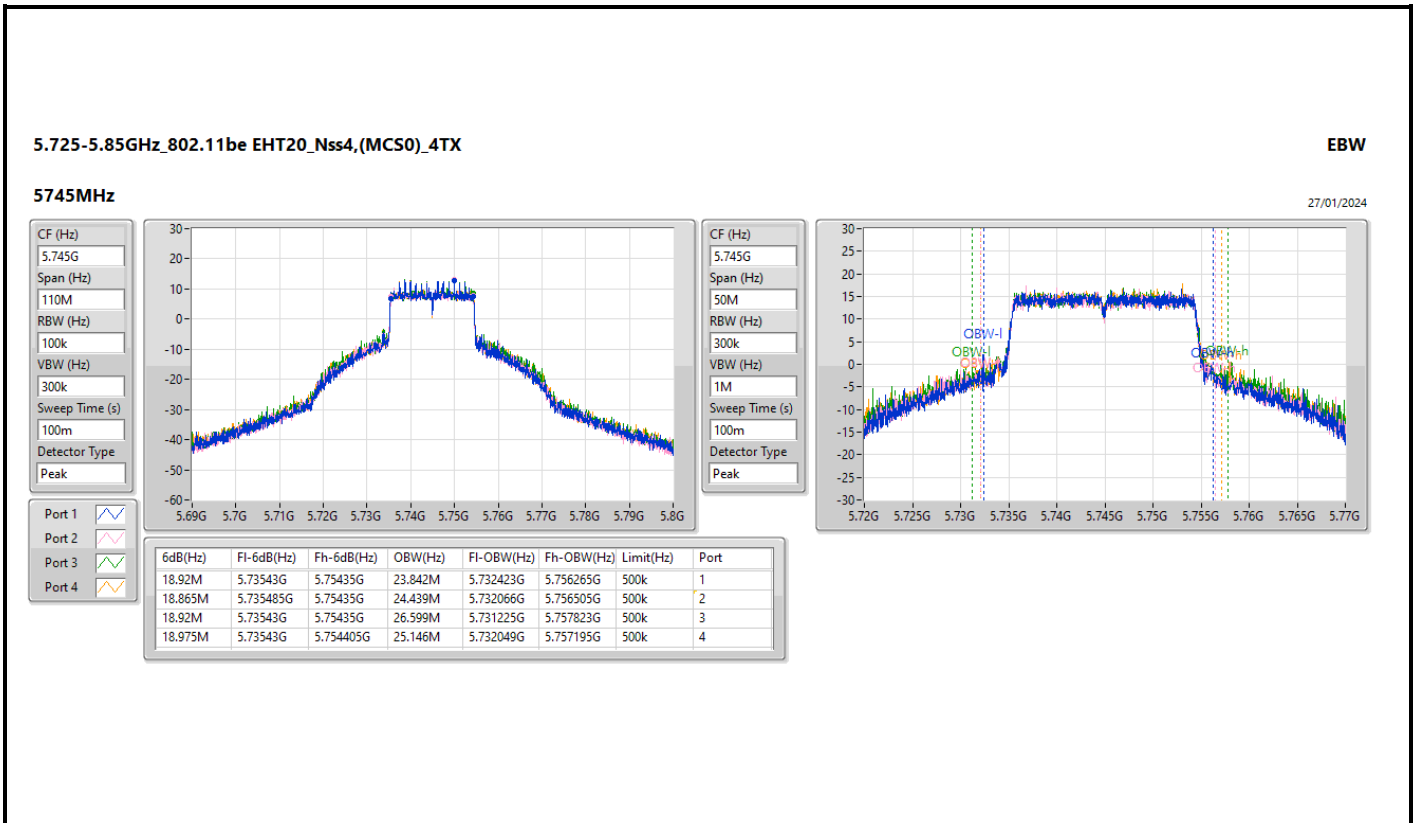 5.725-5.85GHz_802.11be EHT20_Nss4,(MCS0)_4TX
EBW
5745MHz
27/01/2024
CF (Hz)
5.745G
Span (Hz)
110M
RBW (Hz)
100k
VBW (Hz)
300k
Sweep Time (s)
100m
Detector Type
Peak
30
20
10
0
-10
-20
-30
-40
-50
-60
5.69G 5.7G 5.71G 5.72G 5.73G 5.74G 5.75G 5.76G 5.77G 5.78G 5.79G 5.8G
CF (Hz)
5.745G
Span (Hz)
50M
RBW (Hz)
300k
VBW (Hz)
1M
Sweep Time (s)
100m
Detector Type
Peak
30
25
20
15
10
5
0
-5
-10
-15
-20
-25
-30
OBW-l
OBW-l
5.72G 5.725G 5.73G 5.735G 5.74G 5.745G 5.75G 5.755G 5.76G 5.765G 5.77G
Port 1
Port 2
Port 3
Port 4
6dB(Hz) Fl-6dB(Hz) Fh-6dB(Hz) OBW(Hz) Fl-OBW(Hz) Fh-OBW(Hz) Limit(Hz) Port
18.92M 5.73543G 5.75435G 23.842M 5.732423G 5.756265G 500k 1
18.865M 5.735485G 5.75435G 24.439M 5.732066G 5.756505G 500k 2
18.92M 5.73543G 5.75435G 26.599M 5.731225G 5.757823G 500k 3
18.975M 5.73543G 5.754405G 25.146M 5.732049G 5.757195G 500k 4